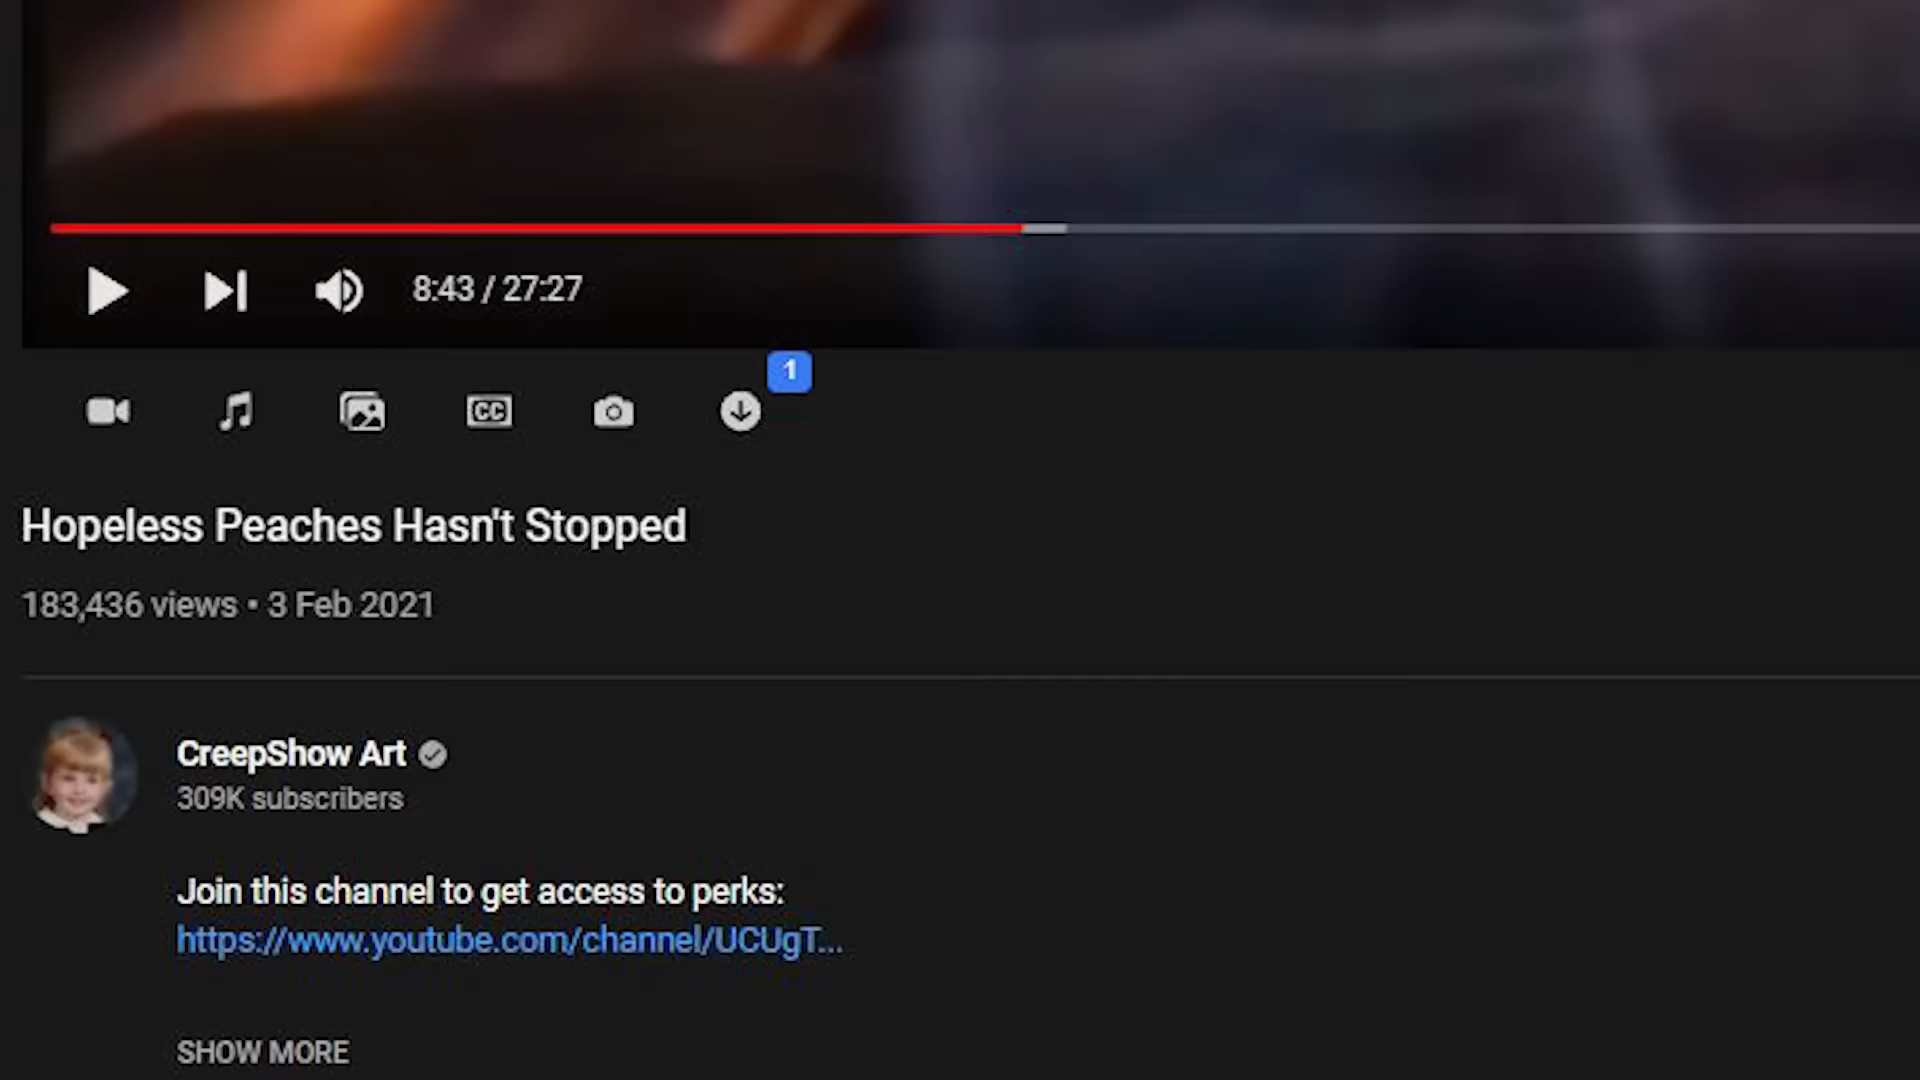 8:43 / 27:27
1
CC
Hopeless Peaches Hasn't Stopped
183,436 views • 3 Feb 2021
CreepShow Art
309K subscribers
Join this channel to get access to perks:
https://www.youtube.com/channel/UCUgT...
SHOW MORE